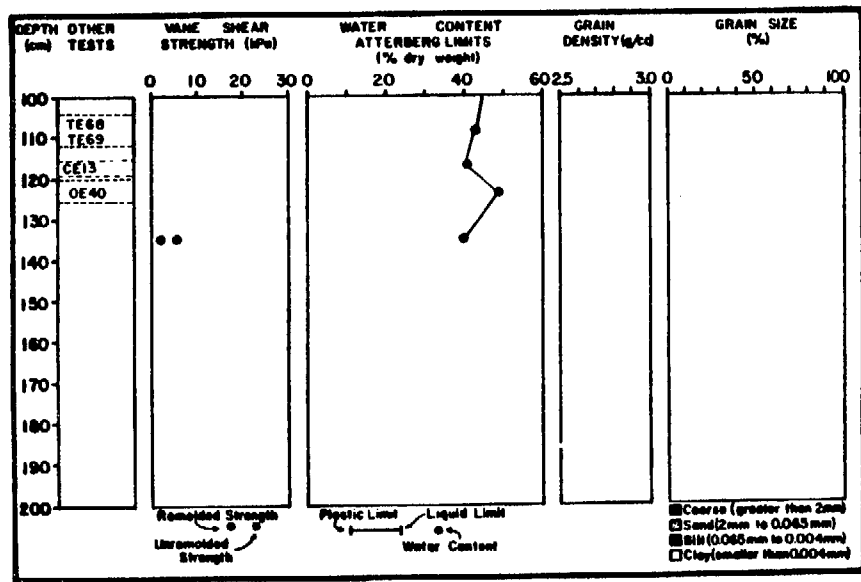 DEPTH OTHER VANE SHEAR WATER CONTENT GRAIN GRAIN SIZE
(cm) TESTS STRENGTH (kPa) ATTERBERG LIMITS DENSITY (g/cc) (%)
(% dry weight)
0 10 20 30 0 20 40 60 2.5 3.0 0 50 100
100
TE68
110 TE69
CE13
120
OE40
130
140
150
160
170
180
190
200
Remolded Strength Plastic Limit Liquid Limit Coarse (greater than 2mm)
Unremolded Water Content Sand (2mm to 0.065mm)
Strength Silt (0.065mm to 0.004mm)
Clay (smaller than 0.004mm)